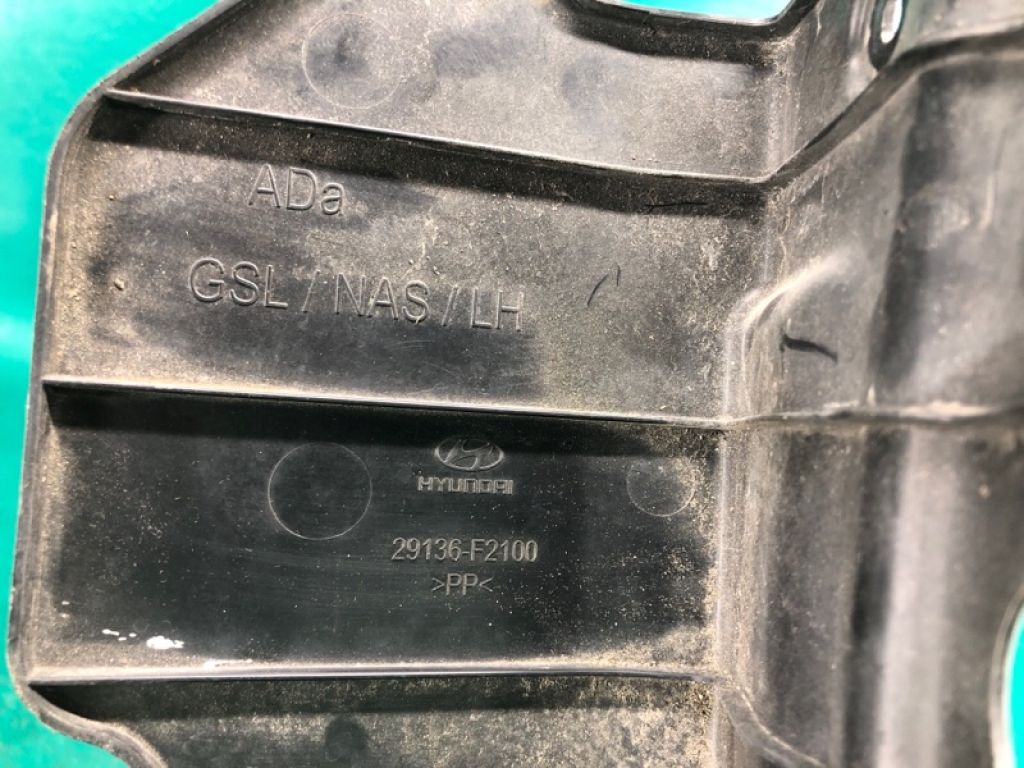 ADa
GSL / NAS / LH
HYUNDAI
29136-F2100
>PP<